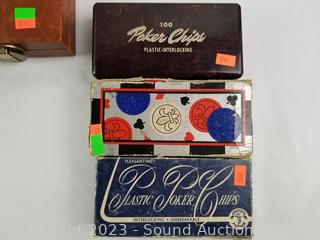 100
Poker Chips
PLASTIC-INTERLOCKING
PLEASANTIME
Plastic Poker Chips
INTERLOCKING · UNBREAKABLE
Copyright 2023 - Sound Auction